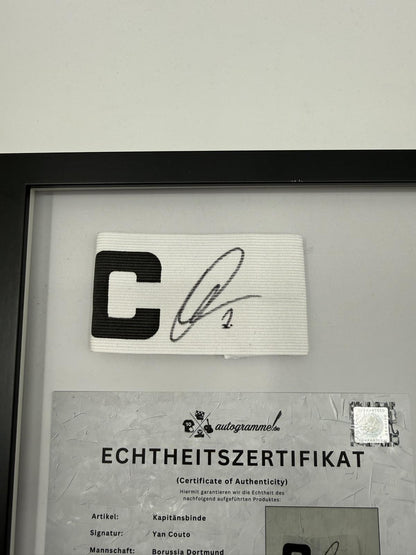 C
2
autogramme.de
ECHTHEITSZERTIFIKAT
(Certificate of Authenticity)
Hiermit garantieren wir die Echtheit des
nachfolgend aufgeführten Produktes:
Artikel: Kapitänsbinde
Signatur: Yan Couto
Mannschaft: Borussia Dortmund